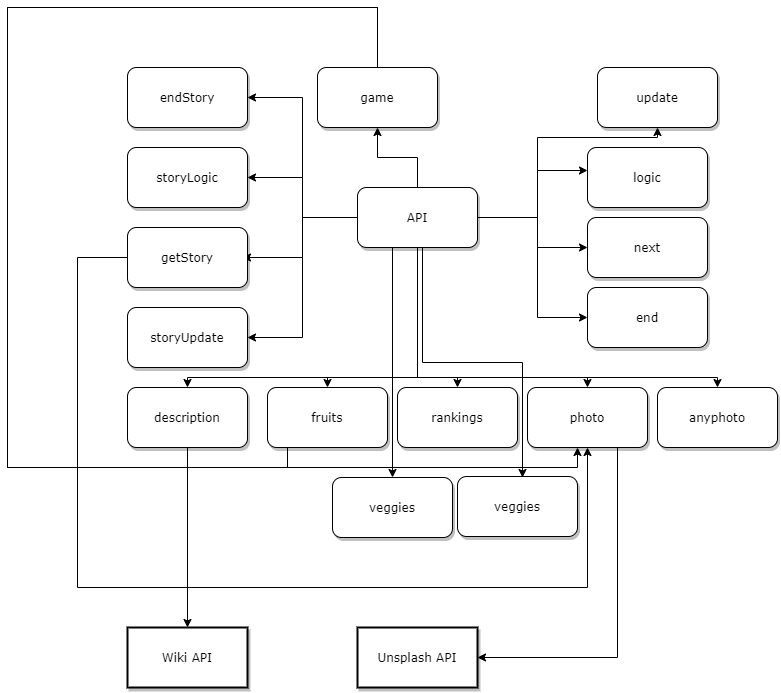 endStory
game
update
storyLogic
logic
API
getStory
next
storyUpdate
end
description
fruits
rankings
photo
anyphoto
veggies
veggies
Wiki API
Unsplash API